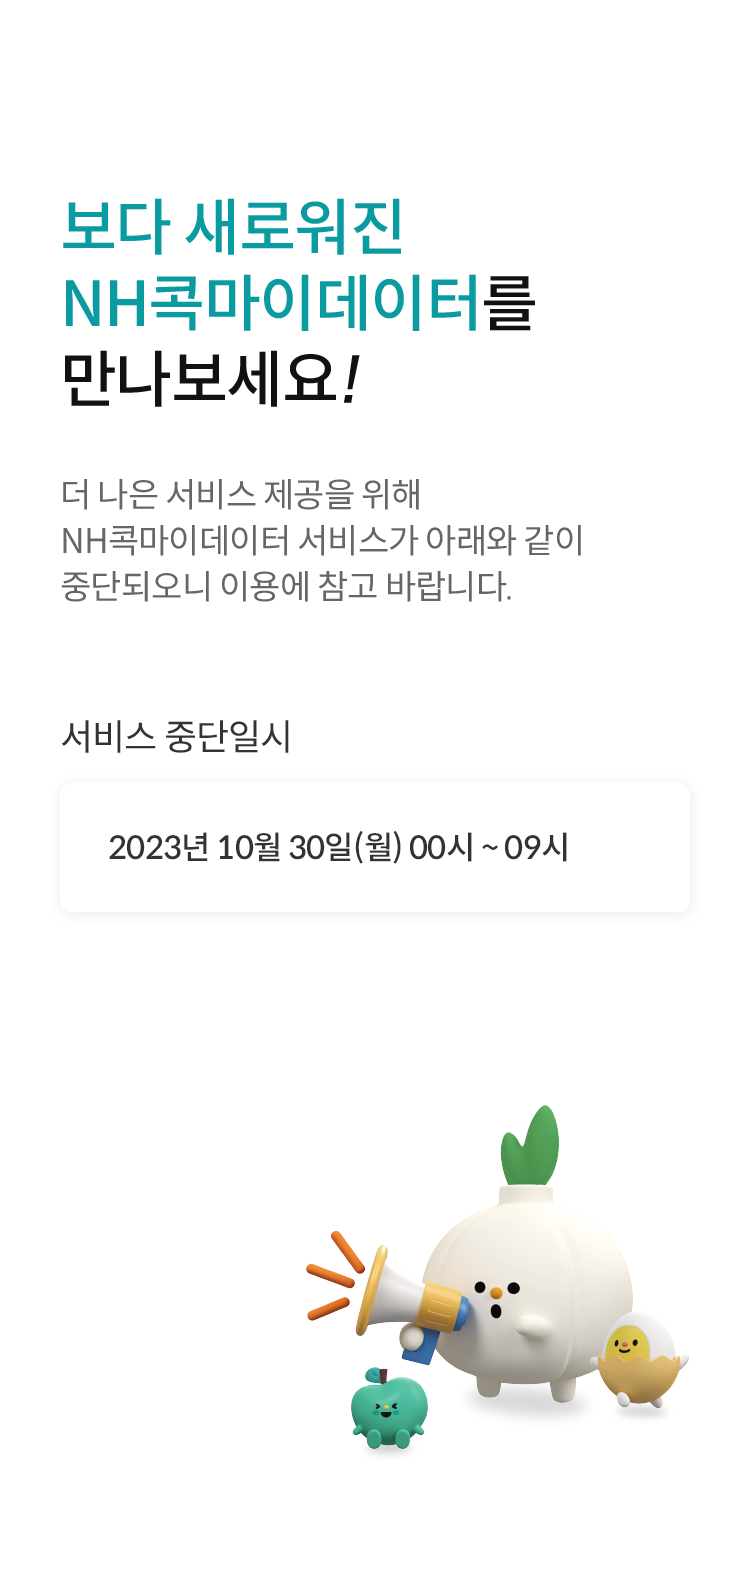 보다 새로워진
NH콕마이데이터를
만나보세요!
더 나은 서비스 제공을 위해
NH콕마이데이터 서비스가 아래와 같이
중단되오니 이용에 참고 바랍니다.
서비스 중단일시
2023년 10월 30일(월) 00시 ~ 09시